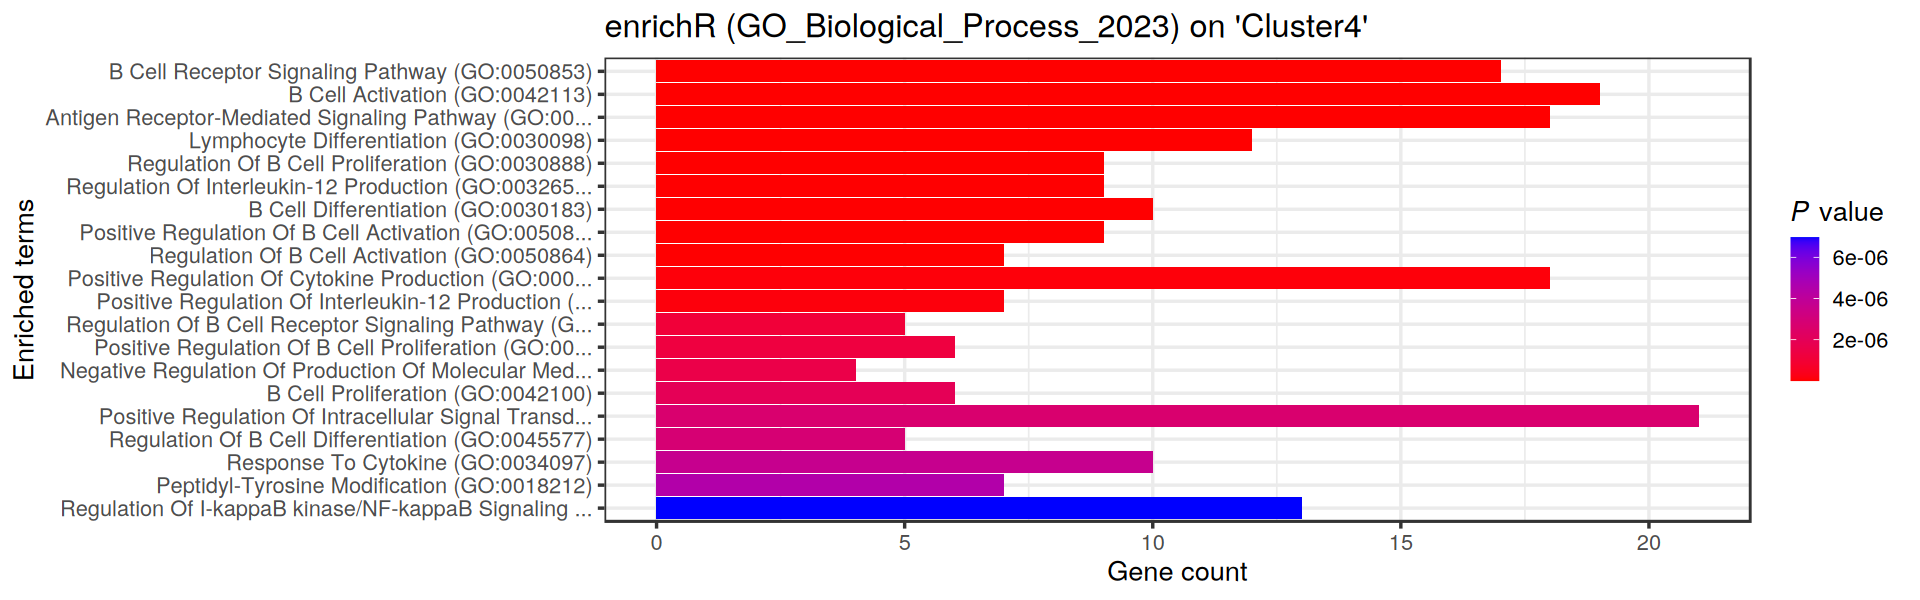 enrichR (GO_Biological_Process_2023) on 'Cluster4'
B Cell Receptor Signaling Pathway (GO:0050853)
B Cell Activation (GO:0042113)
Antigen Receptor-Mediated Signaling Pathway (GO:00...
Lymphocyte Differentiation (GO:0030098)
Regulation Of B Cell Proliferation (GO:0030888)
Regulation Of Interleukin-12 Production (GO:003265...
B Cell Differentiation (GO:0030183)
Positive Regulation Of B Cell Activation (GO:00508...
Regulation Of B Cell Activation (GO:0050864)
Positive Regulation Of Cytokine Production (GO:000...
Positive Regulation Of Interleukin-12 Production (...
Regulation Of B Cell Receptor Signaling Pathway (G...
Positive Regulation Of B Cell Proliferation (GO:00...
Negative Regulation Of Production Of Molecular Med...
B Cell Proliferation (GO:0042100)
Positive Regulation Of Intracellular Signal Transd...
Regulation Of B Cell Differentiation (GO:0045577)
Response To Cytokine (GO:0034097)
Peptidyl-Tyrosine Modification (GO:0018212)
Regulation Of I-kappaB kinase/NF-kappaB Signaling ...
Enriched terms
0 5 10 15 20
Gene count
P value
6e-06
4e-06
2e-06